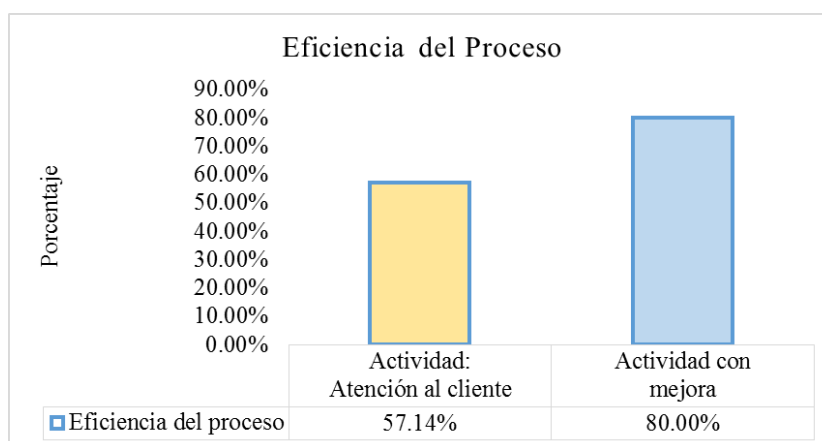 Eficiencia del Proceso
Porcentaje
90.00%
80.00%
70.00%
60.00%
50.00%
40.00%
30.00%
20.00%
10.00%
0.00%
Actividad:
Atención al cliente
Actividad con
mejora
Eficiencia del proceso 57.14% 80.00%